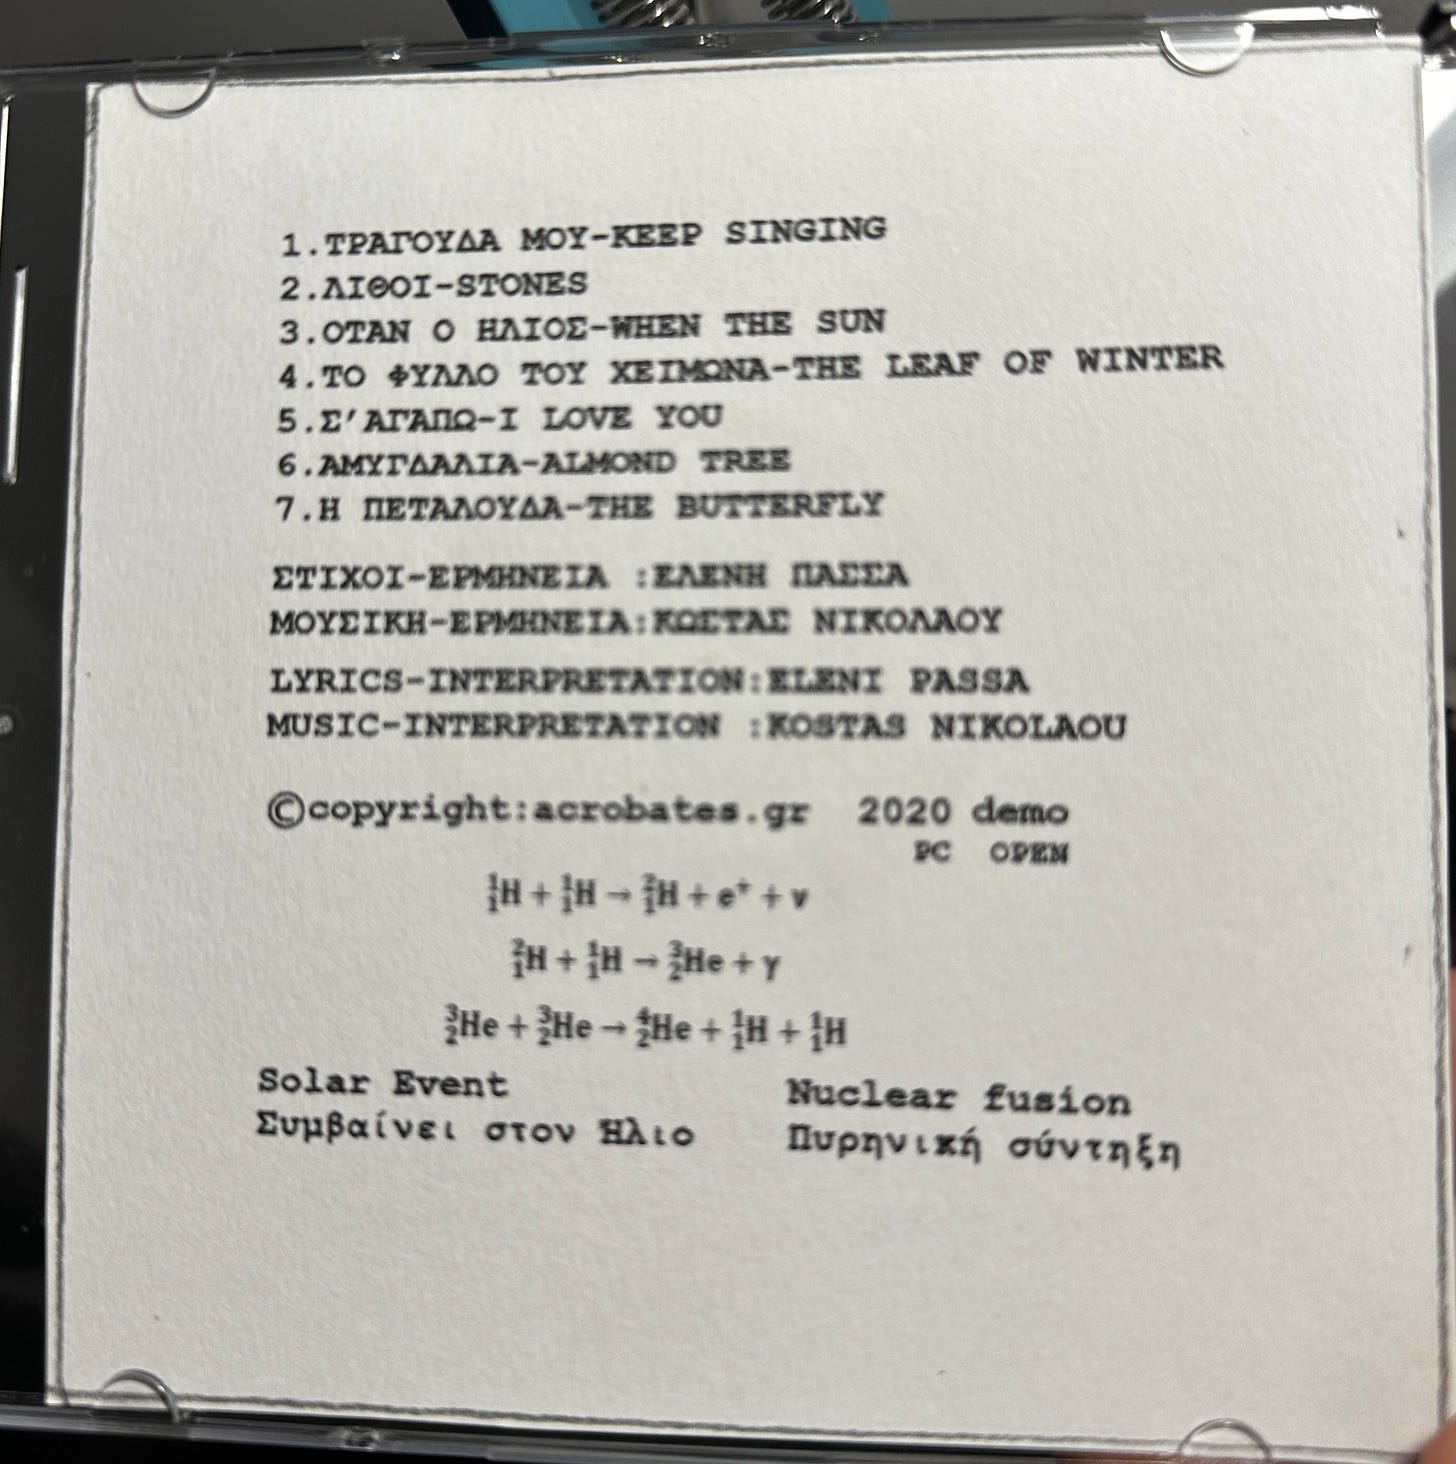 1.ΤΡΑΓΟΥΔΑ ΜΟΥ-KEEP SINGING
2.ΛΙΘΟΙ-STONES
3.ΟΤΑΝ Ο ΗΛΙΟΣ-WHEN THE SUN
4.ΤΟ ΦΥΛΛΟ ΤΟΥ ΧΕΙΜΩΝΑ-THE LEAF OF WINTER
5.Σ'ΑΓΑΠΩ-I LOVE YOU
6.ΑΜΥΓΔΑΛΙΑ-ALMOND TREE
7.Η ΠΕΤΑΛΟΥΔΑ-THE BUTTERFLY
ΣΤΙΧΟΙ-ΕΡΜΗΝΕΙΑ :ΕΛΕΝΗ ΠΑΣΣΑ
ΜΟΥΣΙΚΗ-ΕΡΜΗΝΕΙΑ:ΚΩΣΤΑΣ ΝΙΚΟΛΑΟΥ
LYRICS-INTERPRETATION:ELENI PASSA
MUSIC-INTERPRETATION :KOSTAS NIKOLAOU
©copyright:acrobates.gr 2020 demo
PC OPEN
¹₁H + ¹₁H → ²₁H + e⁺ + ν
²₁H + ¹₁H → ³₂He + γ
³₂He + ³₂He → ⁴₂He + ¹₁H + ¹₁H
Solar Event Nuclear fusion
Συμβαίνει στον Ήλιο Πυρηνική σύντηξη